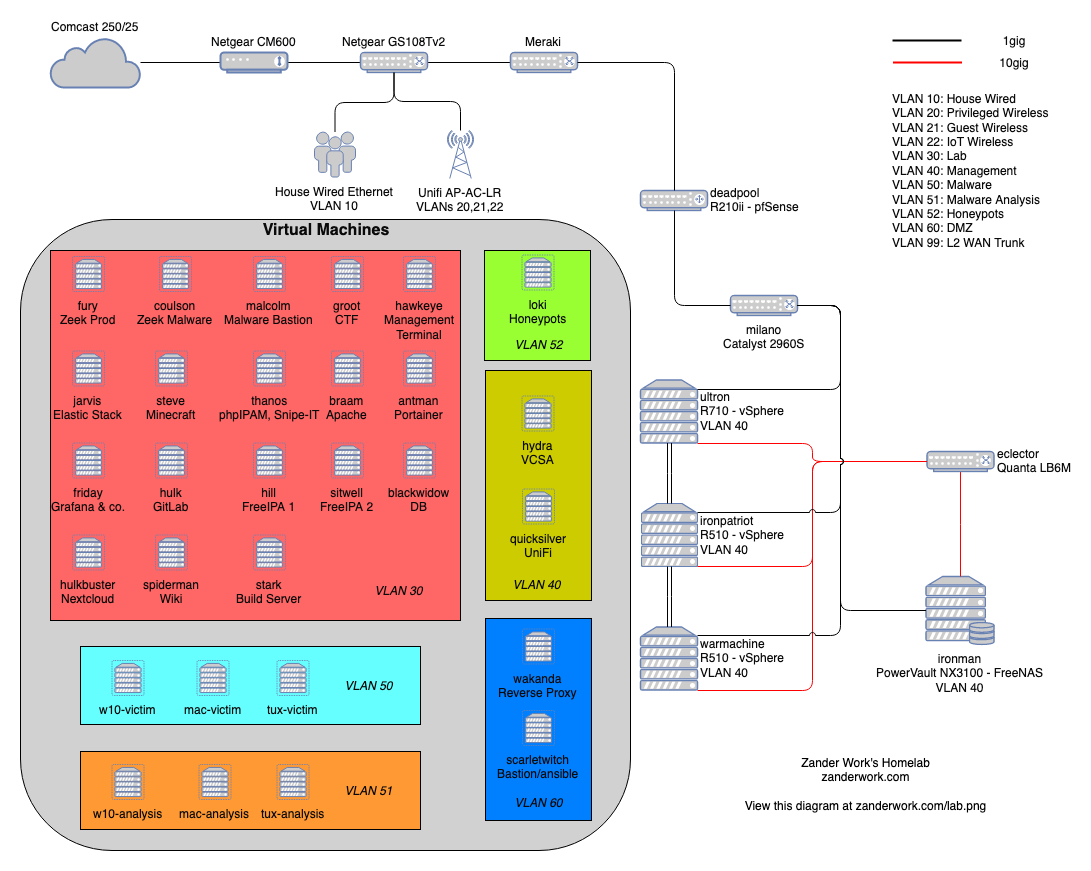 Comcast 250/25
Netgear CM600
Netgear GS108Tv2
Meraki
1gig
10gig
VLAN 10: House Wired
VLAN 20: Privileged Wireless
VLAN 21: Guest Wireless
VLAN 22: IoT Wireless
VLAN 30: Lab
VLAN 40: Management
VLAN 50: Malware
VLAN 51: Malware Analysis
VLAN 52: Honeypots
VLAN 60: DMZ
VLAN 99: L2 WAN Trunk
House Wired Ethernet
VLAN 10
Unifi AP-AC-LR
VLANs 20,21,22
deadpool
R210ii - pfSense
Virtual Machines
fury
Zeek Prod
coulson
Zeek Malware
malcolm
Malware Bastion
groot
CTF
hawkeye
Management
Terminal
jarvis
Elastic Stack
steve
Minecraft
thanos
phpIPAM, Snipe-IT
braam
Apache
antman
Portainer
friday
Grafana & co.
hulk
GitLab
hill
FreeIPA 1
sitwell
FreeIPA 2
blackwidow
DB
hulkbuster
Nextcloud
spiderman
Wiki
stark
Build Server
VLAN 30
loki
Honeypots
VLAN 52
hydra
VCSA
quicksilver
UniFi
VLAN 40
wakanda
Reverse Proxy
scarletwitch
Bastion/ansible
VLAN 60
w10-victim
mac-victim
tux-victim
VLAN 50
w10-analysis
mac-analysis
tux-analysis
VLAN 51
milano
Catalyst 2960S
ultron
R710 - vSphere
VLAN 40
ironpatriot
R510 - vSphere
VLAN 40
warmachine
R510 - vSphere
VLAN 40
eclector
Quanta LB6M
ironman
PowerVault NX3100 - FreeNAS
VLAN 40
Zander Work's Homelab
zanderwork.com
View this diagram at zanderwork.com/lab.png